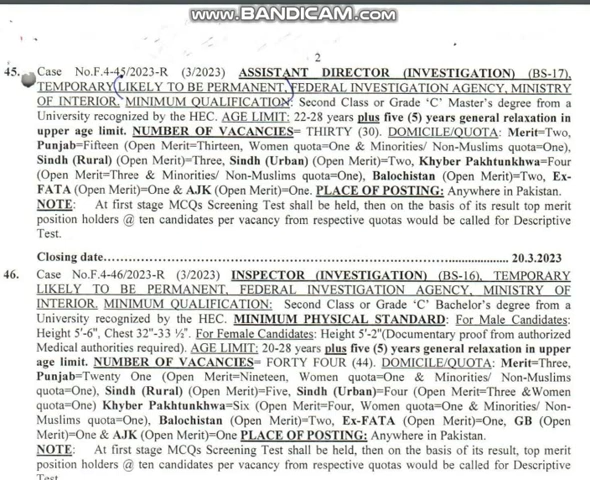 www.BANDICAM.com
2
45. Case No.F.4-45/2023-R (3/2023) ASSISTANT DIRECTOR (INVESTIGATION) (BS-17),
TEMPORARY LIKELY TO BE PERMANENT, FEDERAL INVESTIGATION AGENCY, MINISTRY
OF INTERIOR. MINIMUM QUALIFICATION: Second Class or Grade ‘C’ Master’s degree from a
University recognized by the HEC. AGE LIMIT: 22-28 years plus five (5) years general relaxation in
upper age limit. NUMBER OF VACANCIES= THIRTY (30). DOMICILE/QUOTA: Merit=Two,
Punjab=Fifteen (Open Merit=Thirteen, Women quota=One & Minorities/ Non-Muslims quota=One),
Sindh (Rural) (Open Merit)=Three, Sindh (Urban) (Open Merit)=Two, Khyber Pakhtunkhwa=Four
(Open Merit=Three & Minorities/ Non-Muslims quota=One), Balochistan (Open Merit)=Two, Ex-
FATA (Open Merit)=One & AJK (Open Merit)=One. PLACE OF POSTING: Anywhere in Pakistan.
NOTE: At first stage MCQs Screening Test shall be held, then on the basis of its result top merit
position holders @ ten candidates per vacancy from respective quotas would be called for Descriptive
Test.
Closing date……………………………………………………………...................... 20.3.2023
46. Case No.F.4-46/2023-R (3/2023) INSPECTOR (INVESTIGATION) (BS-16), TEMPORARY
LIKELY TO BE PERMANENT, FEDERAL INVESTIGATION AGENCY, MINISTRY OF
INTERIOR. MINIMUM QUALIFICATION: Second Class or Grade ‘C’ Bachelor’s degree from a
University recognized by the HEC. MINIMUM PHYSICAL STANDARD: For Male Candidates:
Height 5'-6", Chest 32"-33 ½". For Female Candidates: Height 5'-2"(Documentary proof from authorized
Medical authorities required). AGE LIMIT: 20-28 years plus five (5) years general relaxation in upper
age limit. NUMBER OF VACANCIES= FORTY FOUR (44). DOMICILE/QUOTA: Merit=Three,
Punjab=Twenty One (Open Merit=Nineteen, Women quota=One & Minorities/ Non-Muslims
quota=One), Sindh (Rural) (Open Merit)=Five, Sindh (Urban)=Four (Open Merit=Three &Women
quota=One) Khyber Pakhtunkhwa=Six (Open Merit=Four, Women quota=One & Minorities/ Non-
Muslims quota=One), Balochistan (Open Merit)=Two, Ex-FATA (Open Merit)=One, GB (Open
Merit)=One & AJK (Open Merit)=One PLACE OF POSTING: Anywhere in Pakistan.
NOTE: At first stage MCQs Screening Test shall be held, then on the basis of its result, top merit
position holders @ ten candidates per vacancy from respective quotas would be called for Descriptive
Test